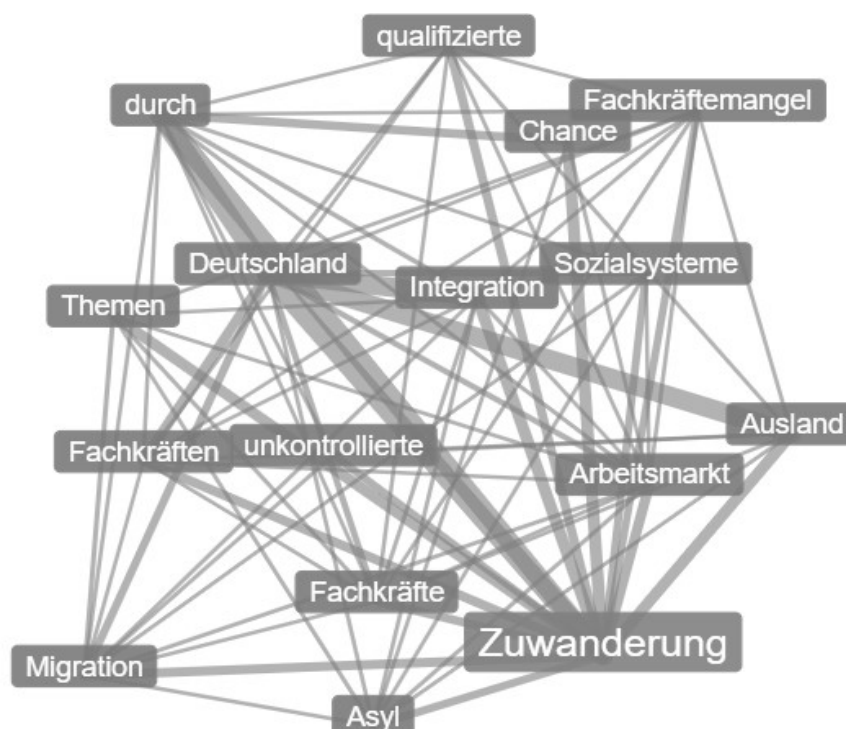 qualifizierte
durch
Fachkräftemangel
Chance
Deutschland
Sozialsysteme
Integration
Themen
Ausland
Fachkräften
unkontrollierte
Arbeitsmarkt
Fachkräfte
Zuwanderung
Migration
Asyl